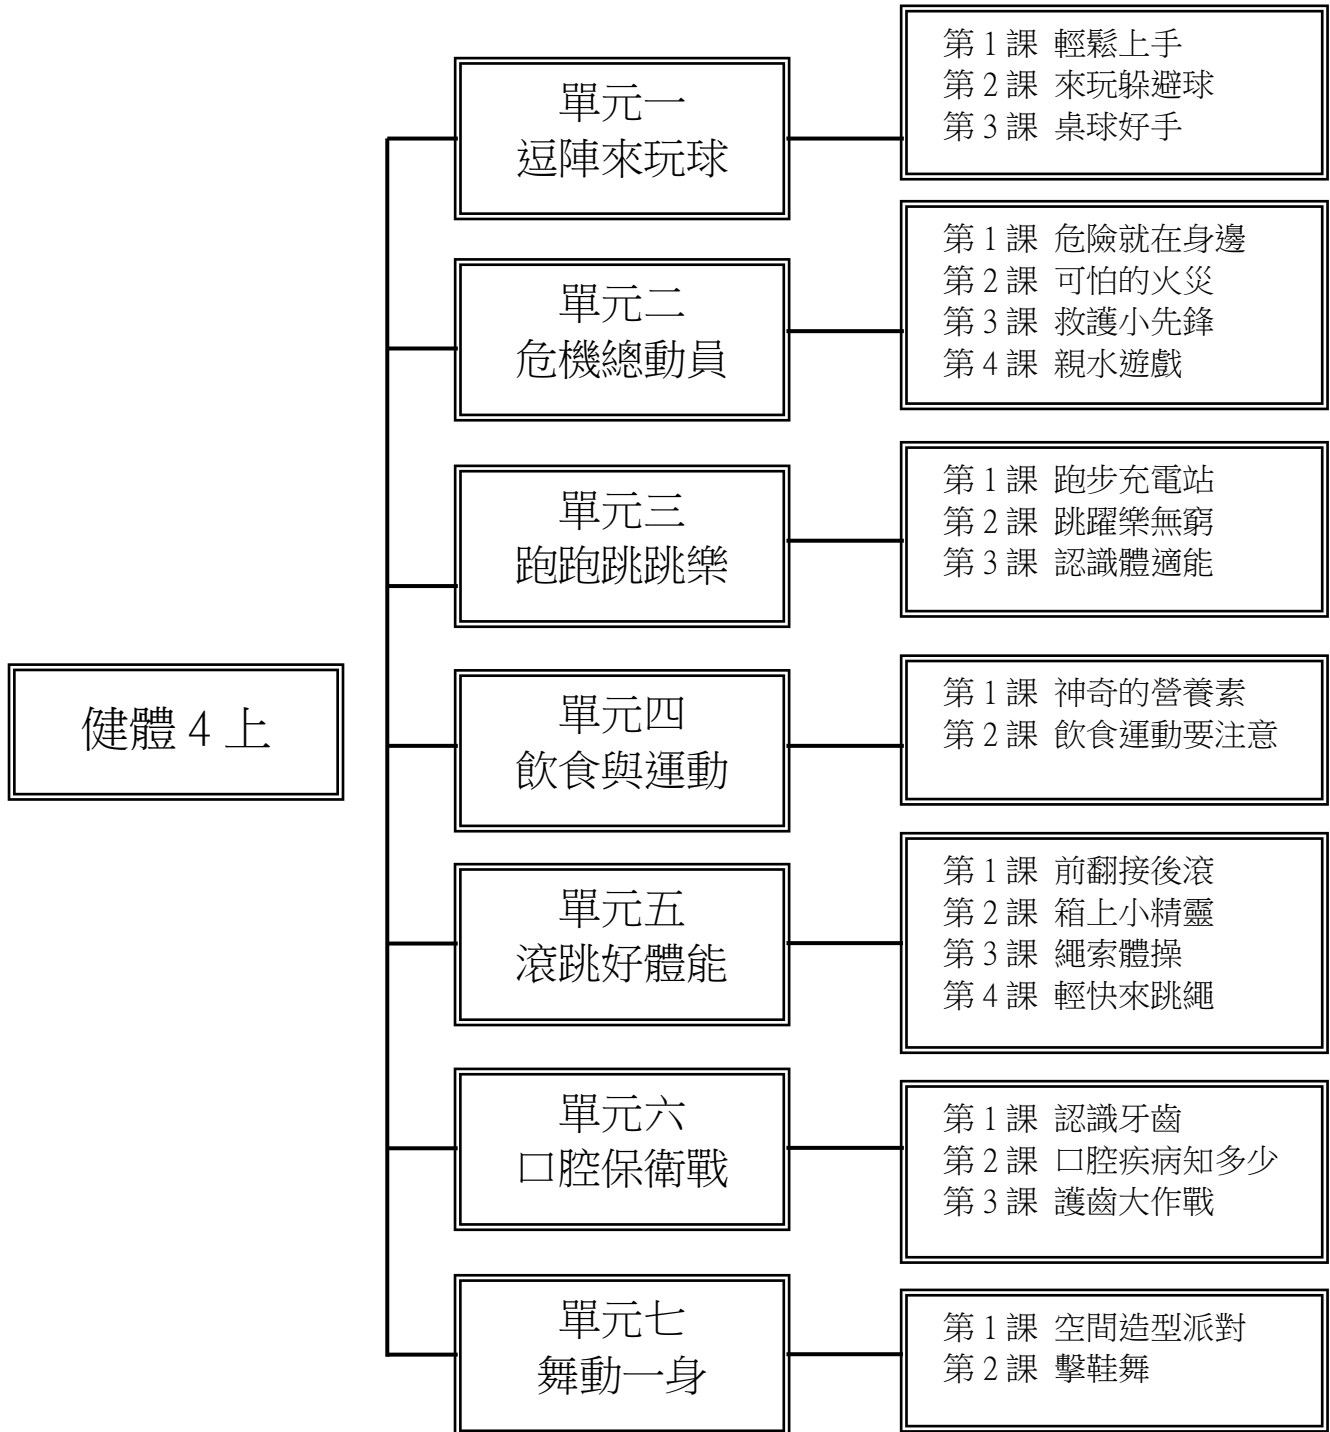 健體 4 上
單元一
逗陣來玩球
第 1 課 輕鬆上手
第 2 課 來玩躲避球
第 3 課 桌球好手
單元二
危機總動員
第 1 課 危險就在身邊
第 2 課 可怕的火災
第 3 課 救護小先鋒
第 4 課 親水遊戲
單元三
跑跑跳跳樂
第 1 課 跑步充電站
第 2 課 跳躍樂無窮
第 3 課 認識體適能
單元四
飲食與運動
第 1 課 神奇的營養素
第 2 課 飲食運動要注意
單元五
滾跳好體能
第 1 課 前翻接後滾
第 2 課 箱上小精靈
第 3 課 繩索體操
第 4 課 輕快來跳繩
單元六
口腔保衛戰
第 1 課 認識牙齒
第 2 課 口腔疾病知多少
第 3 課 護齒大作戰
單元七
舞動一身
第 1 課 空間造型派對
第 2 課 擊鞋舞